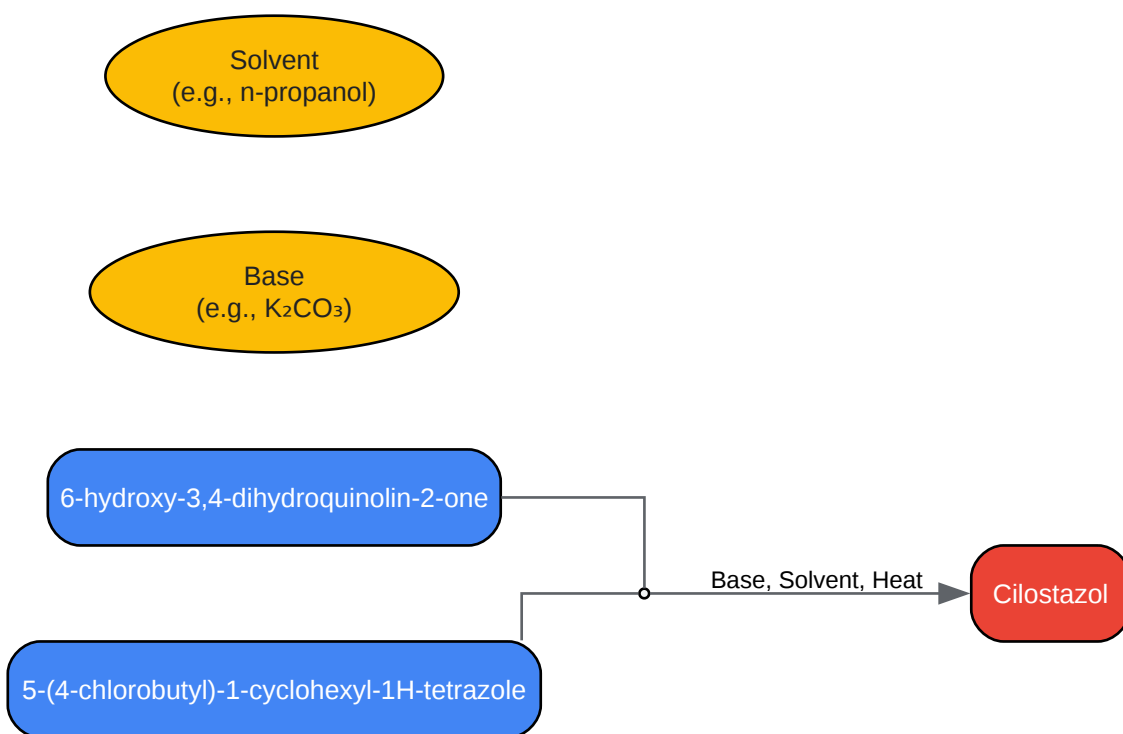 Solvent
(e.g., n-propanol)
Base
(e.g., K₂CO₃)
6-hydroxy-3,4-dihydroquinolin-2-one
Base, Solvent, Heat
Cilostazol
5-(4-chlorobutyl)-1-cyclohexyl-1H-tetrazole